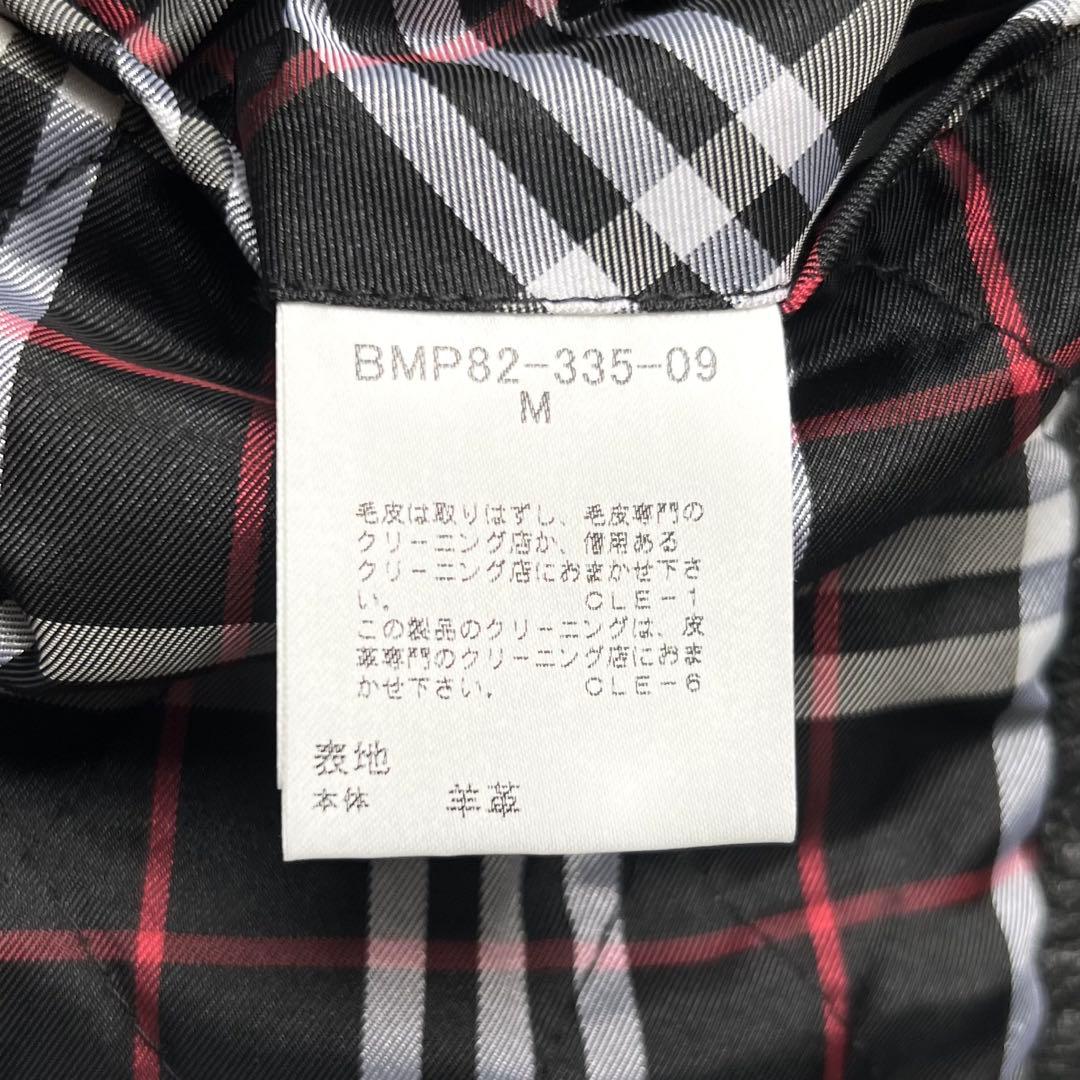 BMP82-335-09
M
毛皮は取りはずし、毛皮専門の
クリーニング店か、信用ある
クリーニング店におまかせ下さ
い。 CLE-1
この製品のクリーニングは、皮
革専門のクリーニング店におま
かせ下さい。 CLE-6
表地
本体 羊革